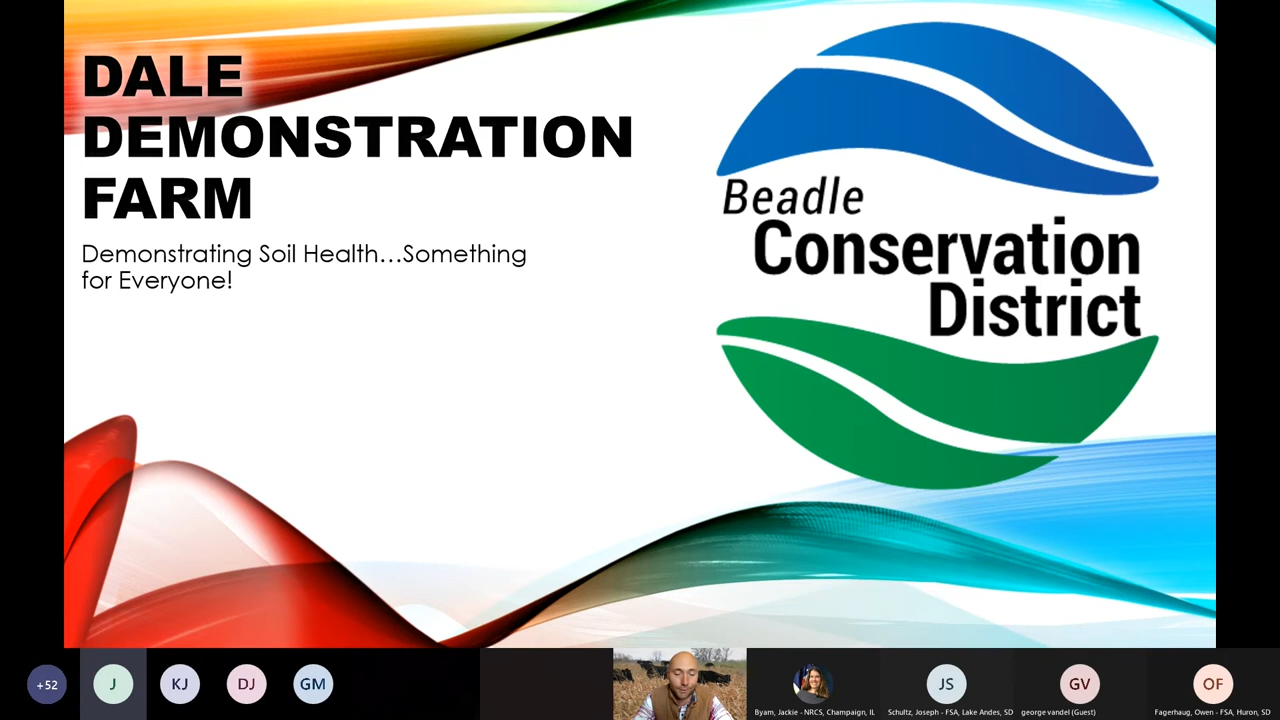 DALE
DEMONSTRATION
FARM
Demonstrating Soil Health...Something
for Everyone!
Beadle
Conservation
District
+52
J
KJ
DJ
GM
Byam, Jackie - NRCS, Champaign, IL
JS
Schultz, Joseph - FSA, Lake Andes, SD
GV
george vandel (Guest)
OF
Fagerhaug, Owen - FSA, Huron, SD